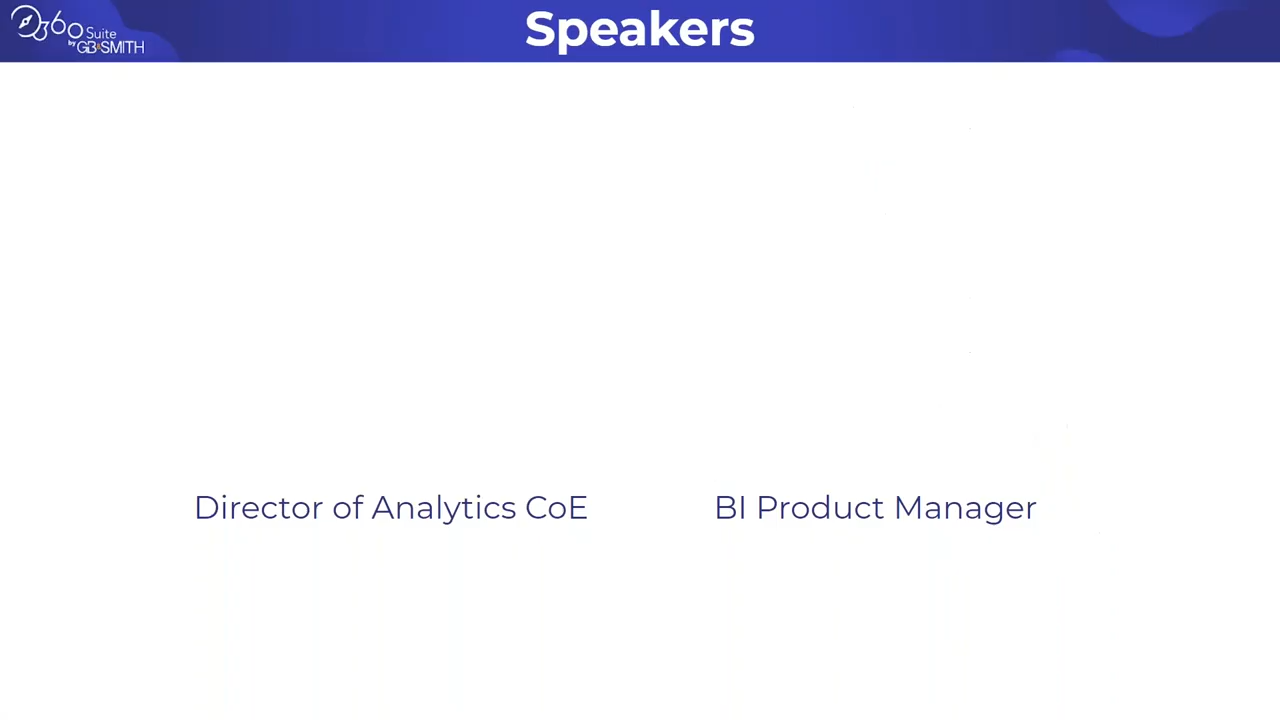 360 Suite
by GB&SMITH
Speakers
Director of Analytics CoE
BI Product Manager